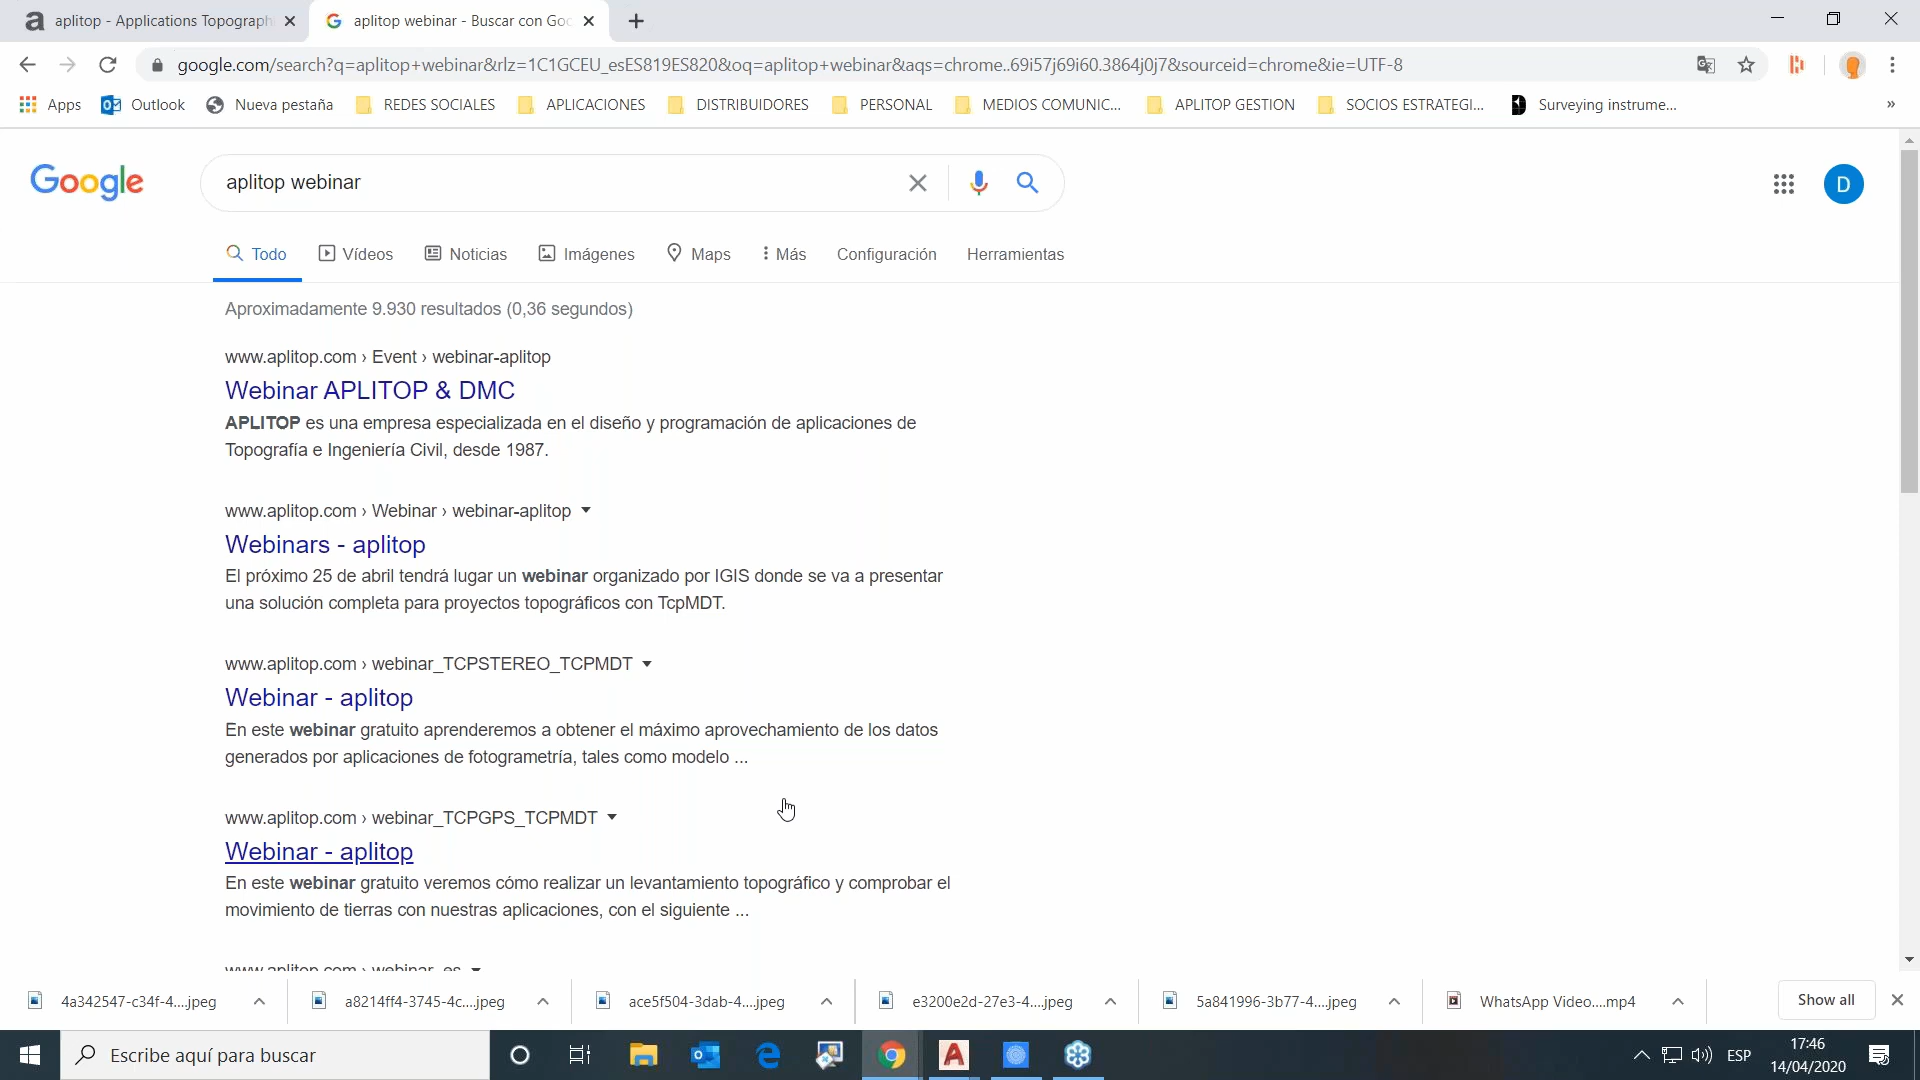 aplitop - Applications Topograph
aplitop webinar - Buscar con Goo
google.com/search?q=aplitop+webinar&rlz=1C1GCEU_esES819ES820&oq=aplitop+webinar&aqs=chrome..69i57j69i60.3864j0j7&sourceid=chrome&ie=UTF-8
Apps Outlook Nueva pestaña REDES SOCIALES APLICACIONES DISTRIBUIDORES PERSONAL MEDIOS COMUNIC... APLITOP GESTION SOCIOS ESTRATEGI... Surveying instrume... »
Google
aplitop webinar
D
Todo Vídeos Noticias Imágenes Maps Más Configuración Herramientas
Aproximadamente 9.930 resultados (0,36 segundos)
www.aplitop.com › Event › webinar-aplitop
Webinar APLITOP & DMC
APLITOP es una empresa especializada en el diseño y programación de aplicaciones de
Topografía e Ingeniería Civil, desde 1987.
www.aplitop.com › Webinar › webinar-aplitop
Webinars - aplitop
El próximo 25 de abril tendrá lugar un webinar organizado por IGIS donde se va a presentar
una solución completa para proyectos topográficos con TcpMDT.
www.aplitop.com › webinar_TCPSTEREO_TCPMDT
Webinar - aplitop
En este webinar gratuito aprenderemos a obtener el máximo aprovechamiento de los datos
generados por aplicaciones de fotogrametría, tales como modelo ...
www.aplitop.com › webinar_TCPGPS_TCPMDT
Webinar - aplitop
En este webinar gratuito veremos cómo realizar un levantamiento topográfico y comprobar el
movimiento de tierras con nuestras aplicaciones, con el siguiente ...
www.aplitop.com › webinar_es
4a342547-c34f-4....jpeg a8214ff4-3745-4c....jpeg ace5f504-3dab-4....jpeg e3200e2d-27e3-4....jpeg 5a841996-3b77-4....jpeg WhatsApp Video....mp4 Show all
Escribe aquí para buscar
ESP
17:46
14/04/2020